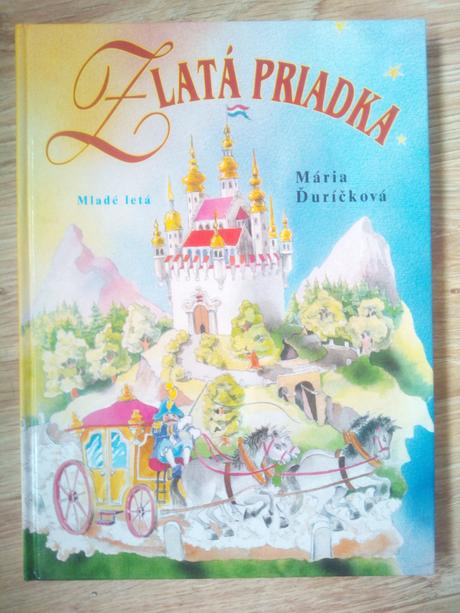 ZLATÁ PRIADKA
Mária
Ďuríčková
Mladé letá